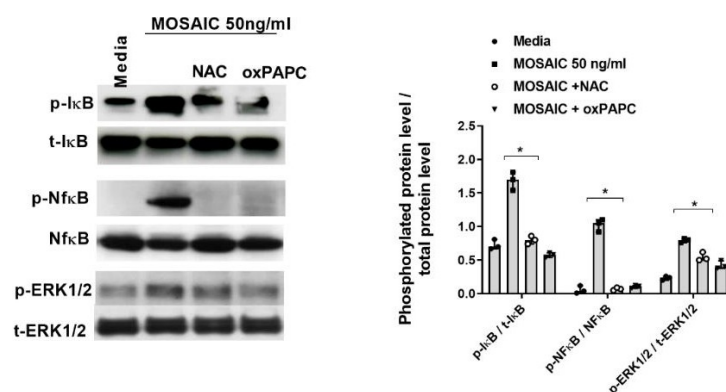 MOSAIC 50ng/ml
Media
NAC
oxPAPC
p-IκB
t-IκB
p-NfκB
NfκB
p-ERK1/2
t-ERK1/2
Media
MOSAIC 50 ng/ml
MOSAIC +NAC
MOSAIC + oxPAPC
Phosphorylated protein level /
total protein level
2.5
2.0
1.5
1.0
0.5
0.0
*
*
*
p-IκB / t-IκB
p-NFκB / NFκB
p-ERK1/2 / t-ERK1/2